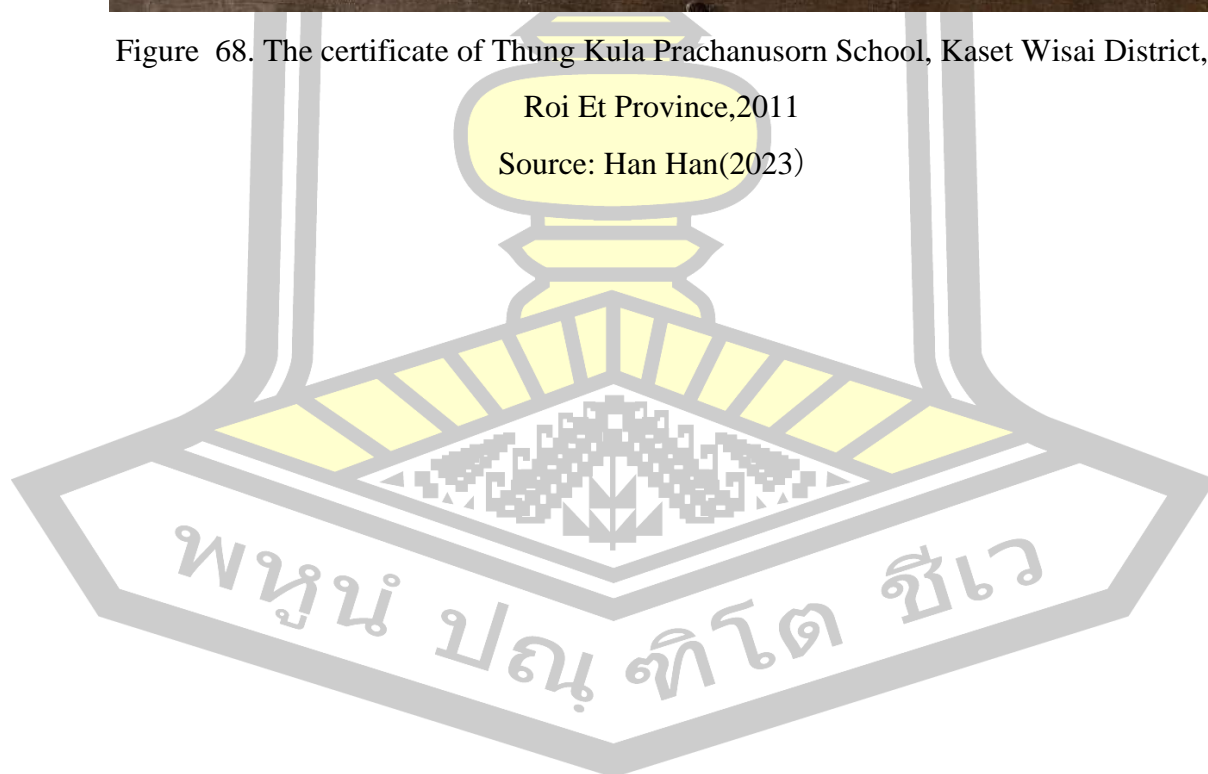 Figure  68. The certificate of Thung Kula Prachanusorn School, Kaset Wisai District,
Roi Et Province,2011
Source: Han Han(2023）
พหูนํ ปณฺฑิโต ชีเว